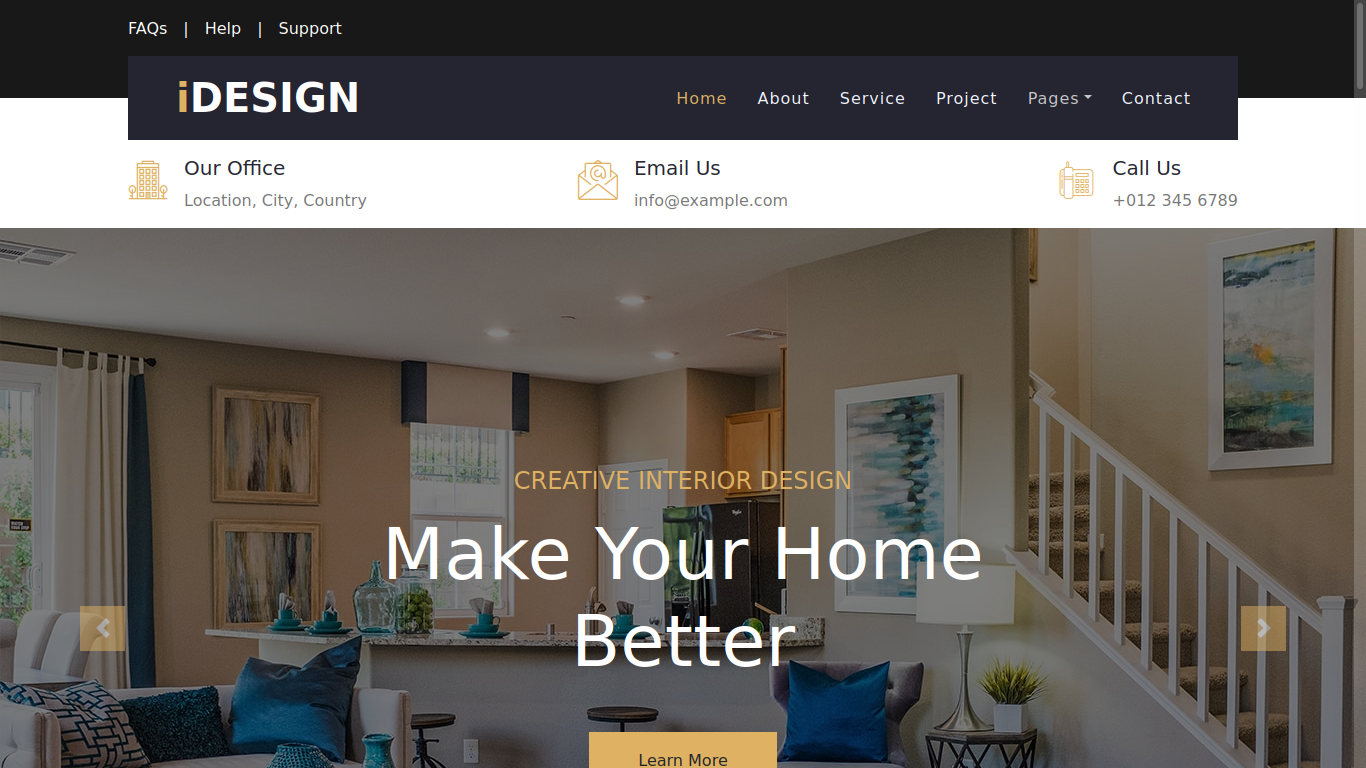 FAQs | Help | Support
iDESIGN
Home About Service Project Pages Contact
Our Office
Location, City, Country
Email Us
info@example.com
Call Us
+012 345 6789
CREATIVE INTERIOR DESIGN
Make Your Home
Better
Learn More